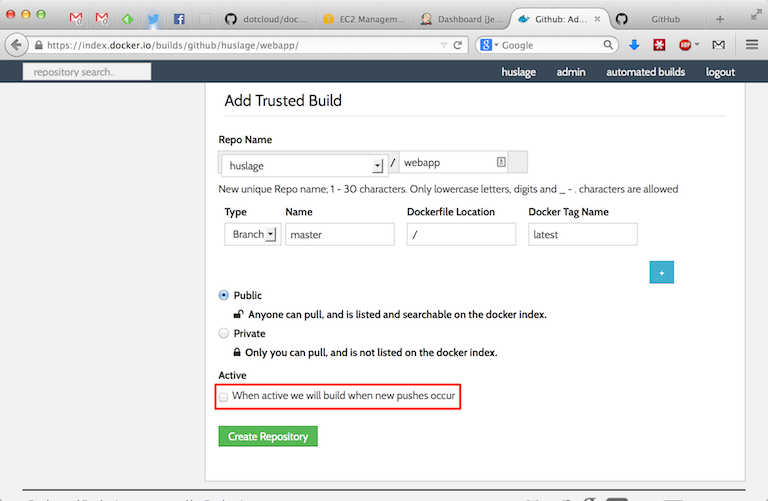 dotcloud/doc...
EC2 Managem...
Dashboard [Je...
Github: Ad...
GitHub
https://index.docker.io/builds/github/huslage/webapp/
Google
ABP
repository search..
huslage admin automated builds logout
Add Trusted Build
Repo Name
huslage / webapp
New unique Repo name; 1 - 30 characters. Only lowercase letters, digits and _ - . characters are allowed
Type Name Dockerfile Location Docker Tag Name
Branch master / latest
+
Public
Anyone can pull, and is listed and searchable on the docker index.
Private
Only you can pull, and is not listed on the docker index.
Active
When active we will build when new pushes occur
Create Repository